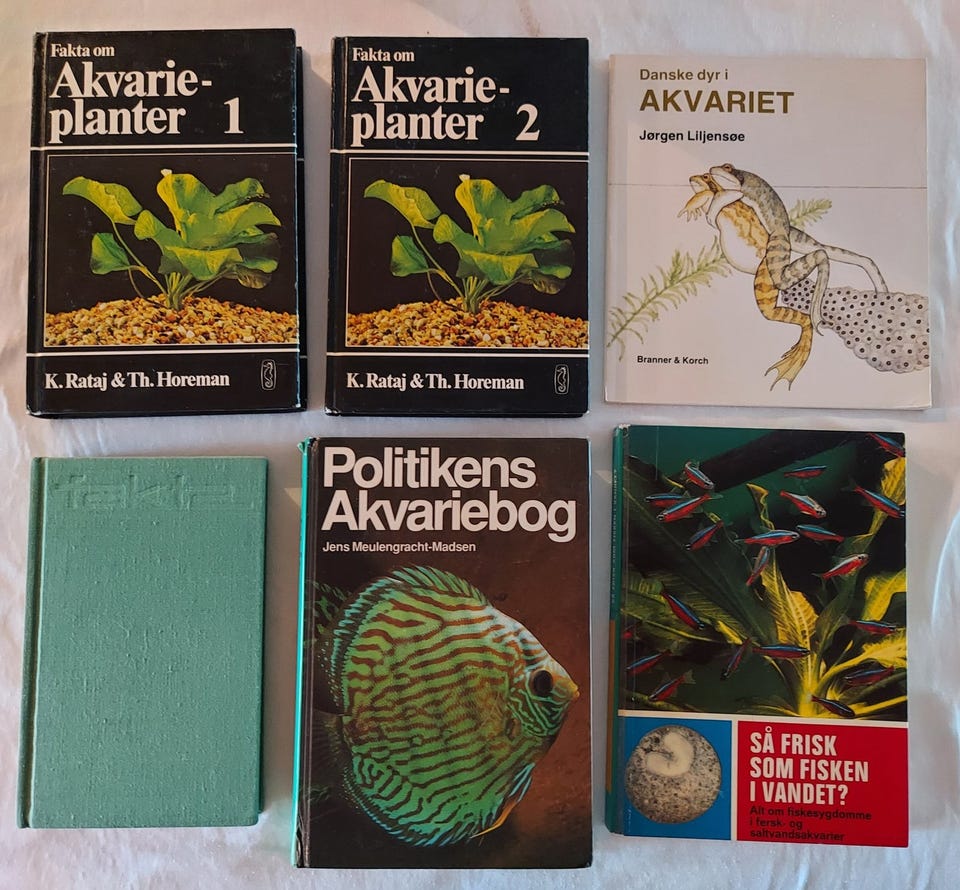 Fakta om
Akvarie-
planter 1
K. Rataj & Th. Horeman
Fakta om
Akvarie-
planter 2
K. Rataj & Th. Horeman
Danske dyr i
AKVARIET
Jørgen Liljensøe
Branner & Korch
fakta
Politikens
Akvariebog
Jens Meulengracht-Madsen
SÅ FRISK
SOM FISKEN
I VANDET?
Alt om fiskesygdomme
i fersk- og
saltvandsakvarier